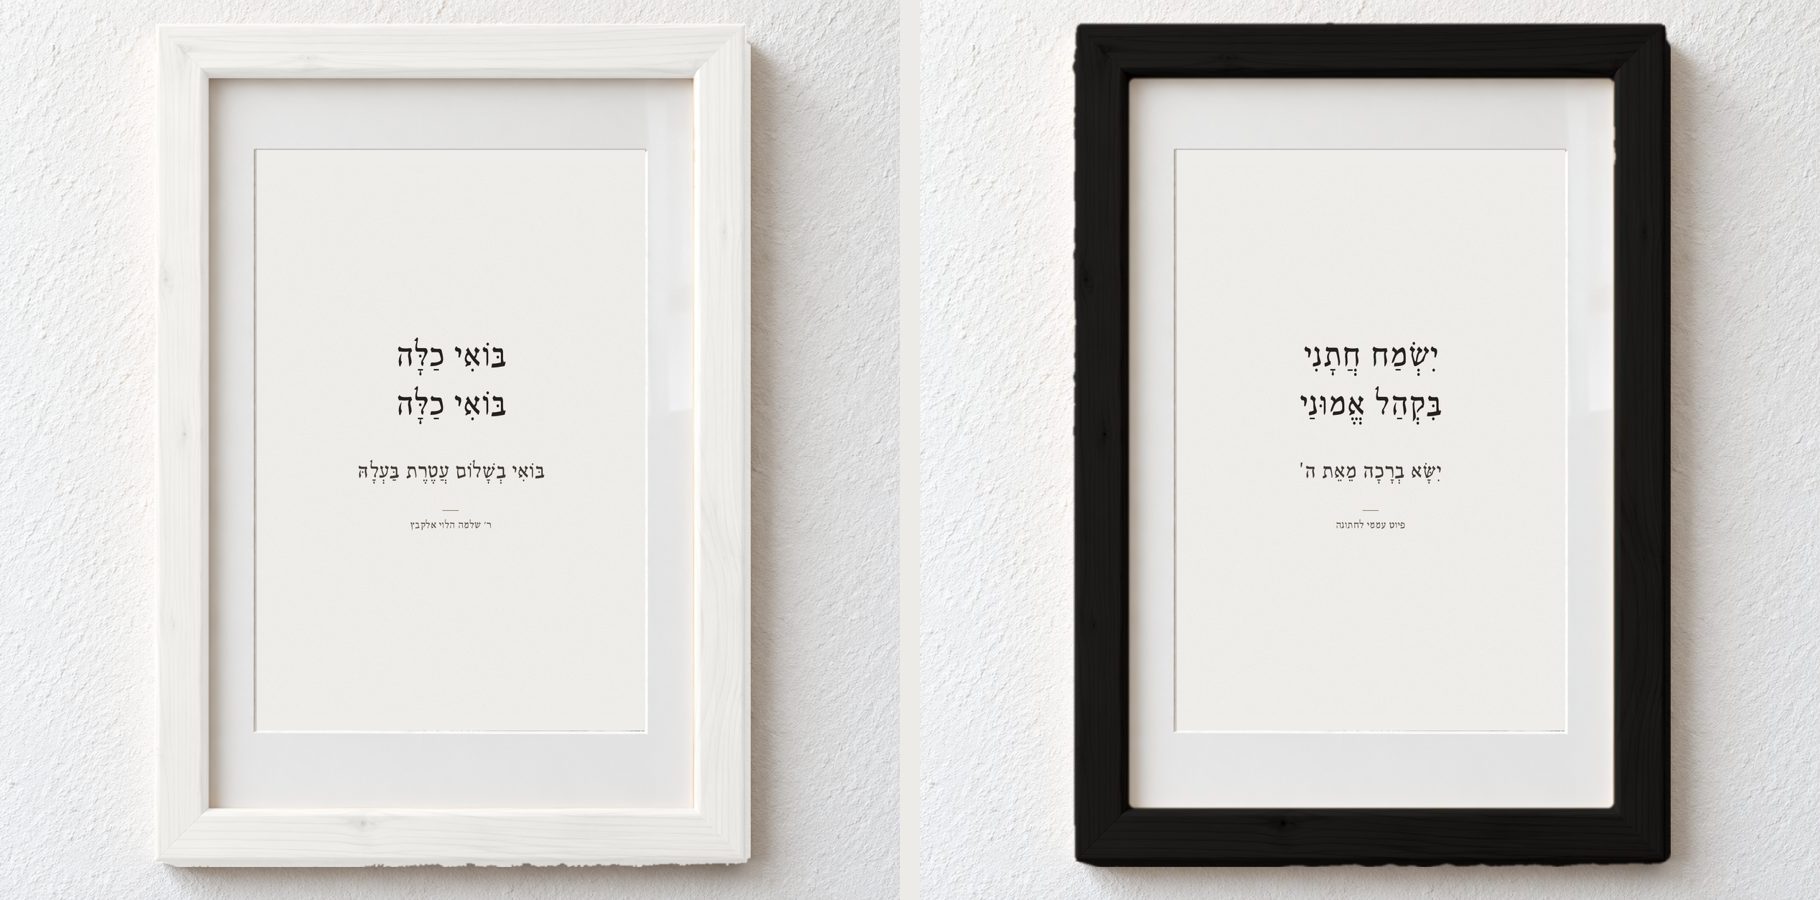 בּוֹאִי כַלָּה
בּוֹאִי כַלָּה
בּוֹאִי בְשָׁלוֹם עֲטֶרֶת בַּעְלָהּ
ר׳ שלמה הלוי אלקבץ
יִשְׂמַח חֲתָנִי
בִּקְהַל אֱמוּנַי
יִשָּׂא בְרָכָה מֵאֵת ה'
פיוט עממי לחתונה